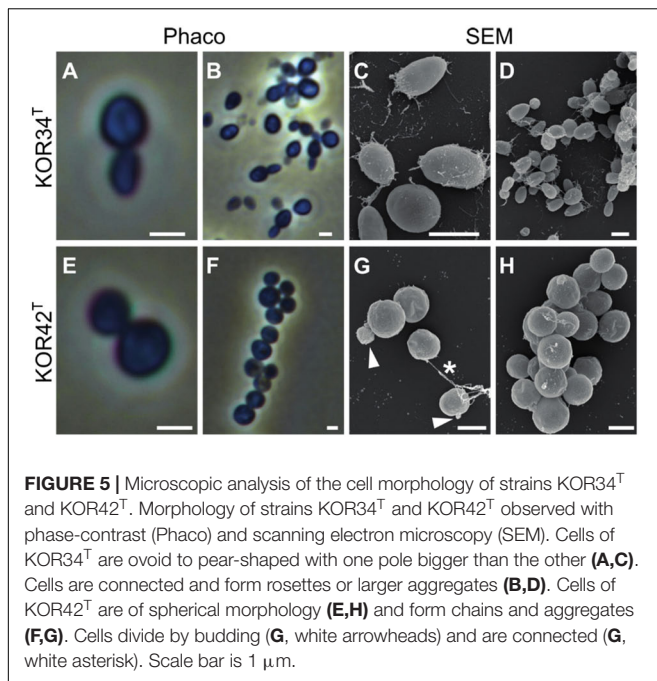 Phaco SEM
KOR34ᵀ
A B C D
KOR42ᵀ
E F G H
*
FIGURE 5 | Microscopic analysis of the cell morphology of strains KOR34ᵀ
and KOR42ᵀ. Morphology of strains KOR34ᵀ and KOR42ᵀ observed with
phase-contrast (Phaco) and scanning electron microscopy (SEM). Cells of
KOR34ᵀ are ovoid to pear-shaped with one pole bigger than the other (A,C).
Cells are connected and form rosettes or larger aggregates (B,D). Cells of
KOR42ᵀ are of spherical morphology (E,H) and form chains and aggregates
(F,G). Cells divide by budding (G, white arrowheads) and are connected (G,
white asterisk). Scale bar is 1 μm.